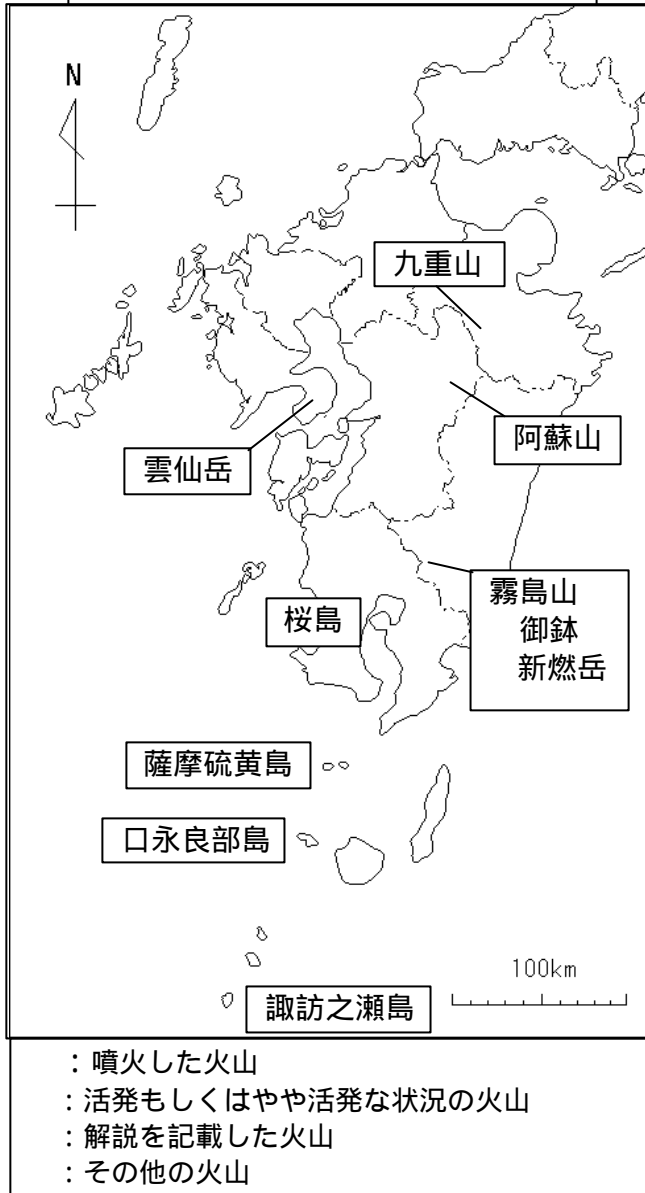 N
九重山
阿蘇山
雲仙岳
霧島山
御鉢
新燃岳
桜島
薩摩硫黄島
口永良部島
100km
諏訪之瀬島
：噴火した火山
：活発もしくはやや活発な状況の火山
：解説を記載した火山
：その他の火山